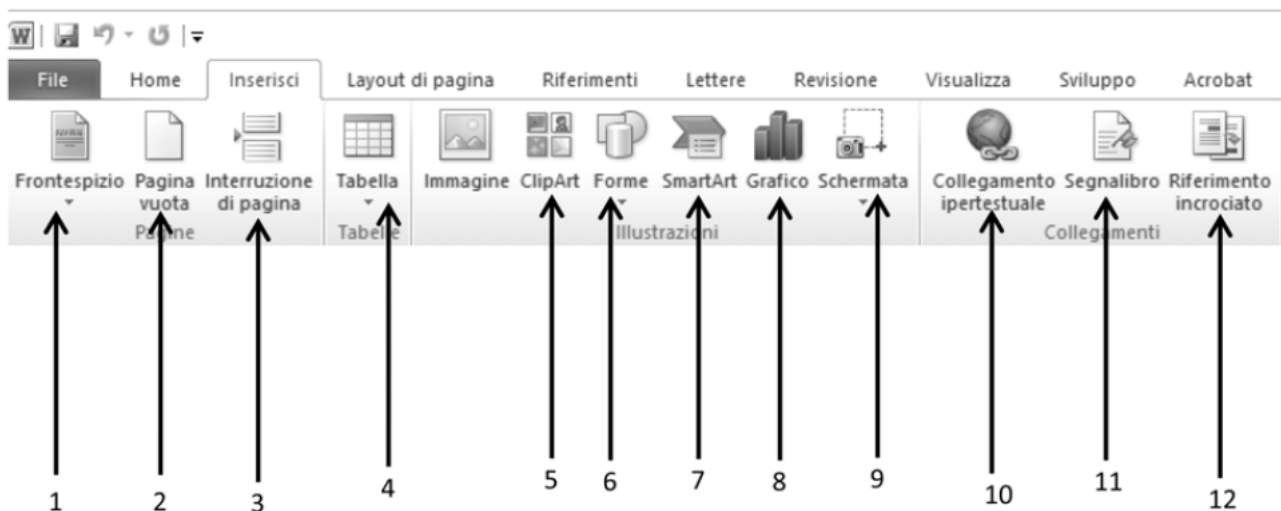 W
File Home Inserisci Layout di pagina Riferimenti Lettere Revisione Visualizza Sviluppo Acrobat
Frontespizio Pagina vuota Interruzione di pagina Tabella Immagine ClipArt Forme SmartArt Grafico Schermata Collegamento ipertestuale Segnalibro Riferimento incrociato
Pagine Tabelle Illustrazioni Collegamenti
1 2 3 4 5 6 7 8 9 10 11 12